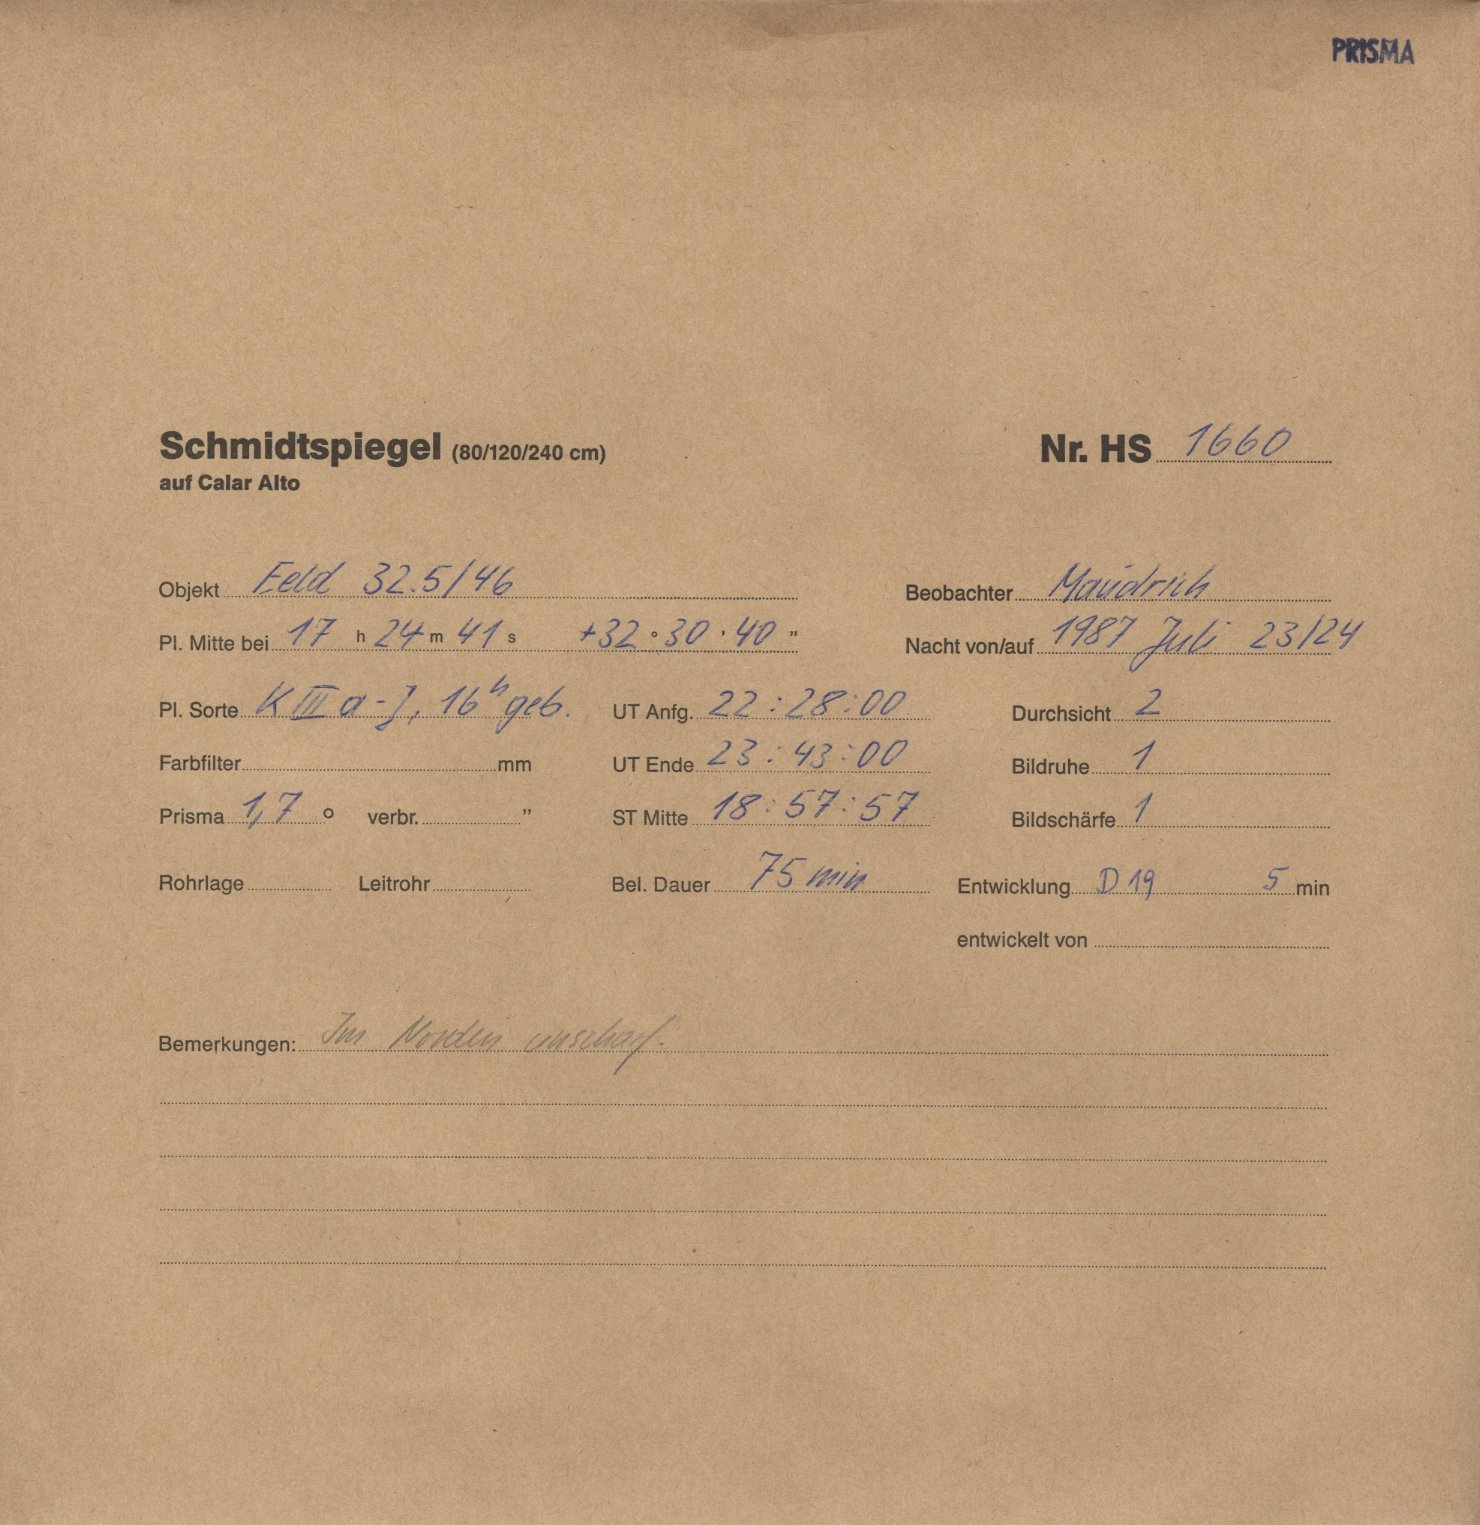 PRISMA
Schmidtspiegel (80/120/240 cm) Nr. HS 1660
auf Calar Alto
Objekt Feld 32.5/46 Beobachter Maudrich
Pl. Mitte bei 17 h 24 m 41 s +32 ° 30 ' 40 " Nacht von/auf 1987 Juli 23/24
Pl. Sorte K III a-J, 16h geb. UT Anfg. 22:28:00 Durchsicht 2
Farbfilter mm UT Ende 23:43:00 Bildruhe 1
Prisma 1,7 ° verbr. " ST Mitte 18:57:57 Bildschärfe 1
Rohrlage Leitrohr Bel. Dauer 75 min Entwicklung D 19 5 min
entwickelt von
Bemerkungen: Im Norden unscharf.